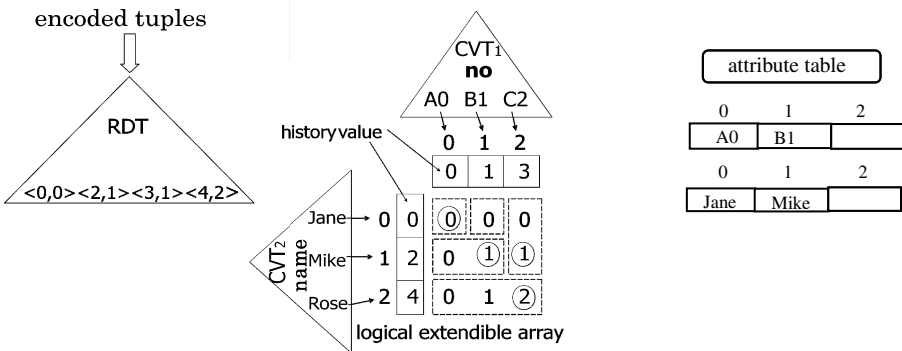 encoded tuples
RDT
<0,0><2,1><3,1><4,2>
CVT1
no
A0 B1 C2
history value
0 1 2
0 1 3
CVT2
name
Jane 0 0 0 0 0
Mike 1 2 0 1 1
Rose 2 4 0 1 2
logical extendible array
attribute table
0 1 2
A0 B1
0 1 2
Jane Mike